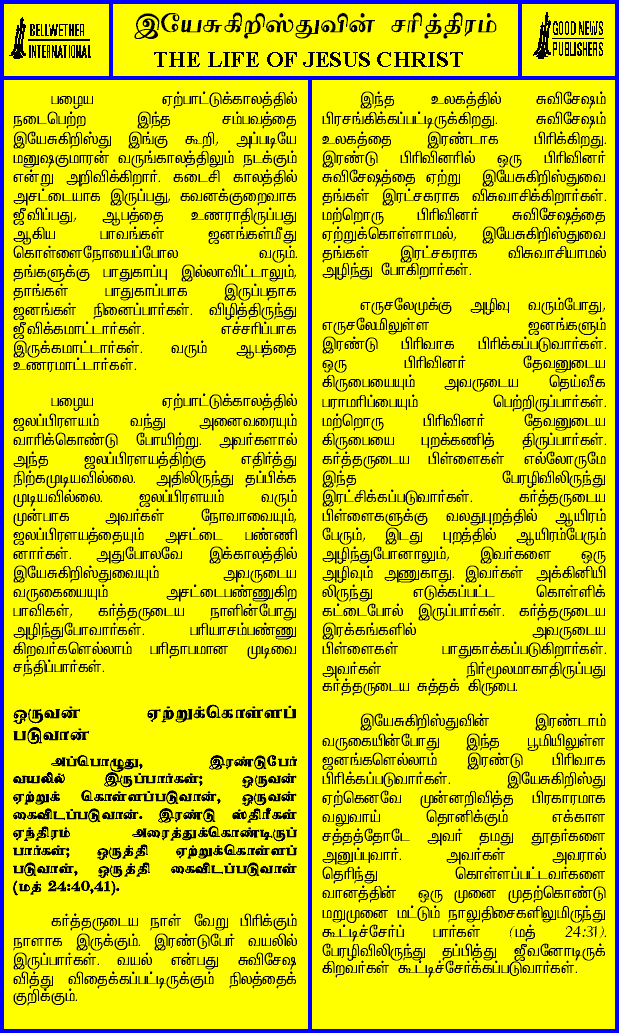 BELLWETHER
INTERNATIONAL
இயேசுகிறிஸ்துவின் சரித்திரம்
THE LIFE OF JESUS CHRIST
GOOD NEWS
PUBLISHERS
பழைய ஏற்பாட்டுக்காலத்தில்
நடைபெற்ற இந்த சம்பவத்தை
இயேசுகிறிஸ்து இங்கு கூறி, அப்படியே
மனுஷகுமாரன் வருங்காலத்திலும் நடக்கும்
என்று அறிவிக்கிறார். கடைசி காலத்தில்
அசட்டையாக இருப்பது, கவனக்குறைவாக
ஜீவிப்பது, ஆபத்தை உணராதிருப்பது
ஆகிய பாவங்கள் ஜனங்கள்மீது
கொள்ளைநோயைப்போல வரும்.
தங்களுக்கு பாதுகாப்பு இல்லாவிட்டாலும்,
தாங்கள் பாதுகாப்பாக இருப்பதாக
ஜனங்கள் நினைப்பார்கள். விழித்திருந்து
ஜீவிக்கமாட்டார்கள். எச்சரிப்பாக
இருக்கமாட்டார்கள். வரும் ஆபத்தை
உணரமாட்டார்கள்.
பழைய ஏற்பாட்டுக்காலத்தில்
ஜலப்பிரளயம் வந்து அனைவரையும்
வாரிக்கொண்டு போயிற்று. அவர்களால்
அந்த ஜலப்பிரளயத்திற்கு எதிர்த்து
நிற்கமுடியவில்லை. அதிலிருந்து தப்பிக்க
முடியவில்லை. ஜலப்பிரளயம் வரும்
முன்பாக அவர்கள் நோவாவையும்,
ஜலப்பிரளயத்தையும் அசட்டை பண்ணி
னார்கள். அதுபோலவே இக்காலத்தில்
இயேசுகிறிஸ்துவையும் அவருடைய
வருகையையும் அசட்டைபண்ணுகிற
பாவிகள், கர்த்தருடைய நாளின்போது
அழிந்துபோவார்கள். பரியாசம்பண்ணு
கிறவர்களெல்லாம் பரிதாபமான முடிவை
சந்திப்பார்கள்.
ஒருவன் ஏற்றுக்கொள்ளப்
படுவான்
அப்பொழுது, இரண்டுபேர்
வயலில் இருப்பார்கள்; ஒருவன்
ஏற்றுக் கொள்ளப்படுவான், ஒருவன்
கைவிடப்படுவான். இரண்டு ஸ்திரீகள்
ஏந்திரம் அரைத்துக்கொண்டிருப்
பார்கள்; ஒருத்தி ஏற்றுக்கொள்ளப்
படுவாள், ஒருத்தி கைவிடப்படுவாள்
(மத் 24:40,41).
கர்த்தருடைய நாள் வேறு பிரிக்கும்
நாளாக இருக்கும். இரண்டுபேர் வயலில்
இருப்பார்கள். வயல் என்பது சுவிசேஷ
வித்து விதைக்கப்பட்டிருக்கும் நிலத்தைக்
குறிக்கும்.
இந்த உலகத்தில் சுவிசேஷம்
பிரசங்கிக்கப்பட்டிருக்கிறது. சுவிசேஷம்
உலகத்தை இரண்டாக பிரிக்கிறது.
இரண்டு பிரிவினரில் ஒரு பிரிவினர்
சுவிசேஷத்தை ஏற்று இயேசுகிறிஸ்துவை
தங்கள் இரட்சகராக விசுவாசிக்கிறார்கள்.
மற்றொரு பிரிவினர் சுவிசேஷத்தை
ஏற்றுக்கொள்ளாமல், இயேசுகிறிஸ்துவை
தங்கள் இரட்சகராக விசுவாசியாமல்
அழிந்து போகிறார்கள்.
எருசலேமுக்கு அழிவு வரும்போது,
எருசலேமிலுள்ள ஜனங்களும்
இரண்டு பிரிவாக பிரிக்கப்படுவார்கள்.
ஒரு பிரிவினர் தேவனுடைய
கிருபையையும் அவருடைய தெய்வீக
பராமரிப்பையும் பெற்றிருப்பார்கள்.
மற்றொரு பிரிவினர் தேவனுடைய
கிருபையை புறக்கணித் திருப்பார்கள்.
கர்த்தருடைய பிள்ளைகள் எல்லோருமே
இந்த பேரழிவிலிருந்து
இரட்சிக்கப்படுவார்கள். கர்த்தருடைய
பிள்ளைகளுக்கு வலதுபுறத்தில் ஆயிரம்
பேரும், இடது புறத்தில் ஆயிரம்பேரும்
அழிந்துபோனாலும், இவர்களை ஒரு
அழிவும் அணுகாது. இவர்கள் அக்கினியி
லிருந்து எடுக்கப்பட்ட கொள்ளிக்
கட்டைபோல் இருப்பார்கள். கர்த்தருடைய
இரக்கங்களில் அவருடைய
பிள்ளைகள் பாதுகாக்கப்படுகிறார்கள்.
அவர்கள் நிர்மூலமாகாதிருப்பது
கர்த்தருடைய சுத்தக் கிருபை.
இயேசுகிறிஸ்துவின் இரண்டாம்
வருகையின்போது இந்த பூமியிலுள்ள
ஜனங்களெல்லாம் இரண்டு பிரிவாக
பிரிக்கப்படுவார்கள். இயேசுகிறிஸ்து
ஏற்கெனவே முன்னறிவித்த பிரகாரமாக
வலுவாய் தொனிக்கும் எக்காள
சத்தத்தோடே அவர் தமது தூதர்களை
அனுப்புவார். அவர்கள் அவரால்
தெரிந்து கொள்ளப்பட்டவர்களை
வானத்தின் ஒரு முனை முதற்கொண்டு
மறுமுனை மட்டும் நாலுதிசைகளிலுமிருந்து
கூட்டிச்சேர்ப் பார்கள் (மத் 24:31).
பேரழிவிலிருந்து தப்பித்து ஜீவனோடிருக்
கிறவர்கள் கூட்டிச்சேர்க்கப்படுவார்கள்.